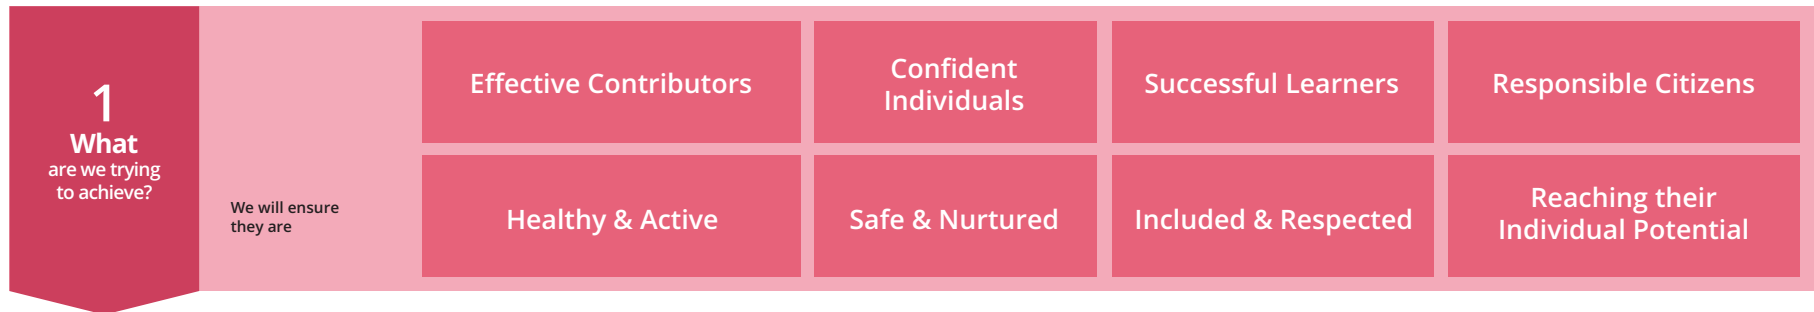 1
What
are we trying
to achieve?
Effective Contributors
Confident
Individuals
Successful Learners
Responsible Citizens
We will ensure
they are
Healthy & Active
Safe & Nurtured
Included & Respected
Reaching their
Individual Potential